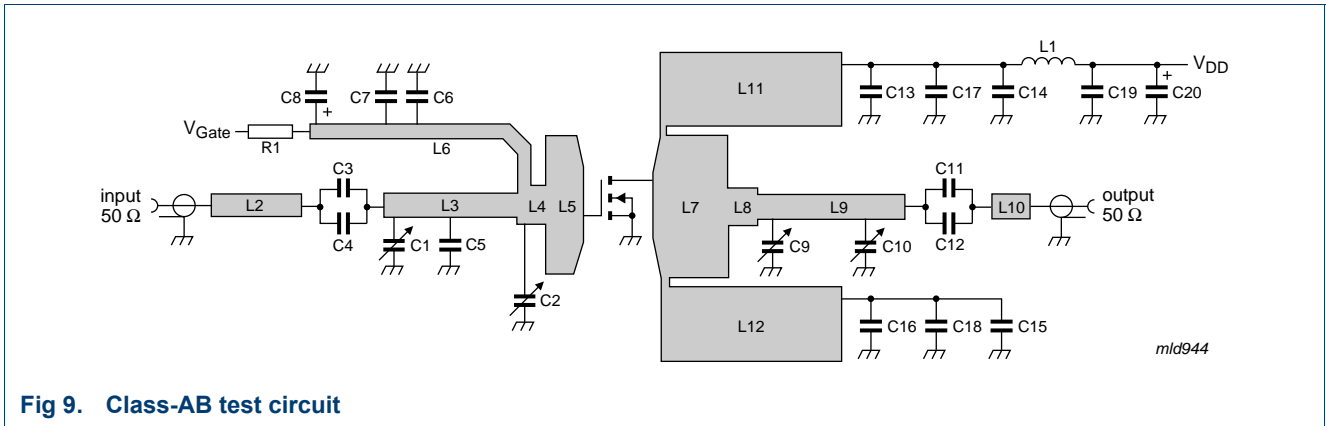 L1
V_DD
L11
C8
+
C7
C6
C13
C17
C14
C19
+
C20
V_Gate
R1
L6
input
50 Ω
L2
C3
C4
L3
L4
L5
C1
C5
C2
L7
L8
L9
C11
C12
L10
output
50 Ω
C9
C10
L12
C16
C18
C15
mld944
Fig 9. Class-AB test circuit